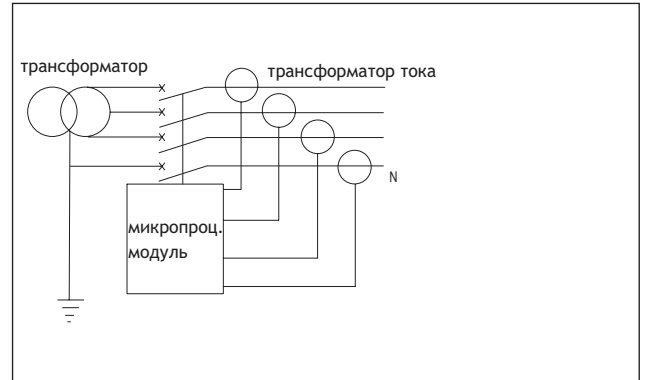 трансформатор
трансформатор тока
N
микропроц.
модуль